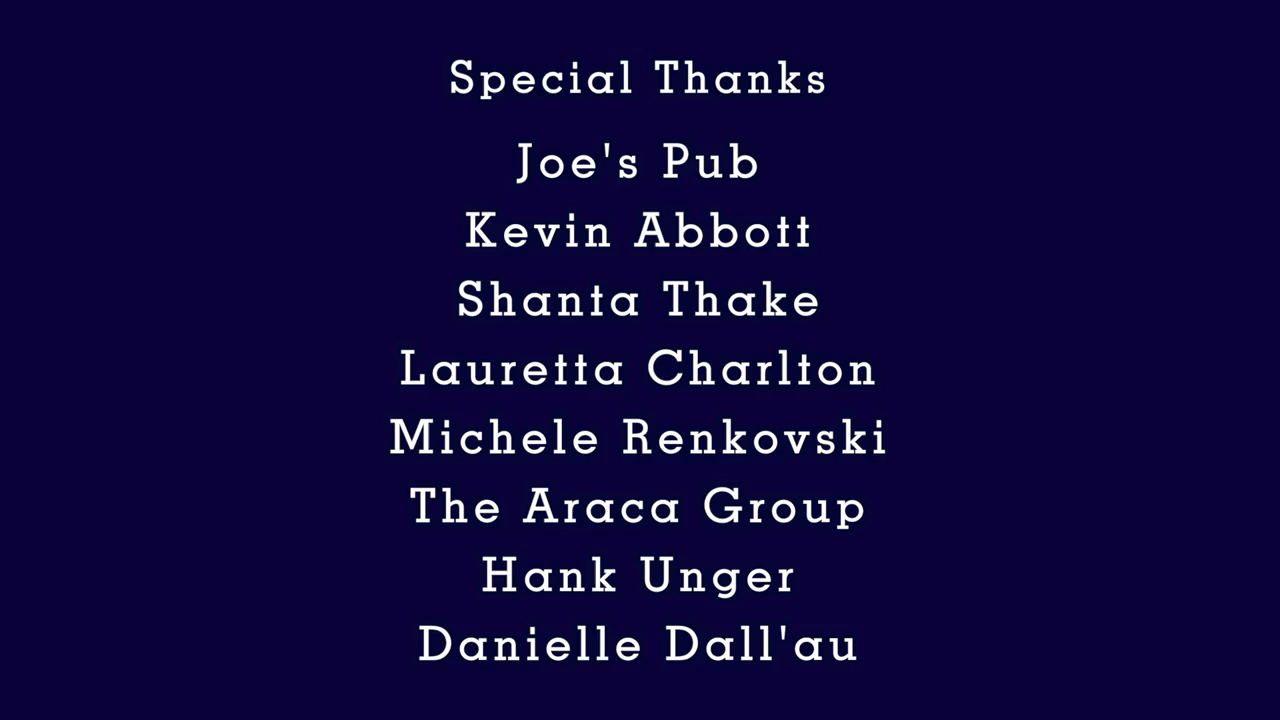 Special Thanks
Joe's Pub
Kevin Abbott
Shanta Thake
Lauretta Charlton
Michele Renkovski
The Araca Group
Hank Unger
Danielle Dall'au